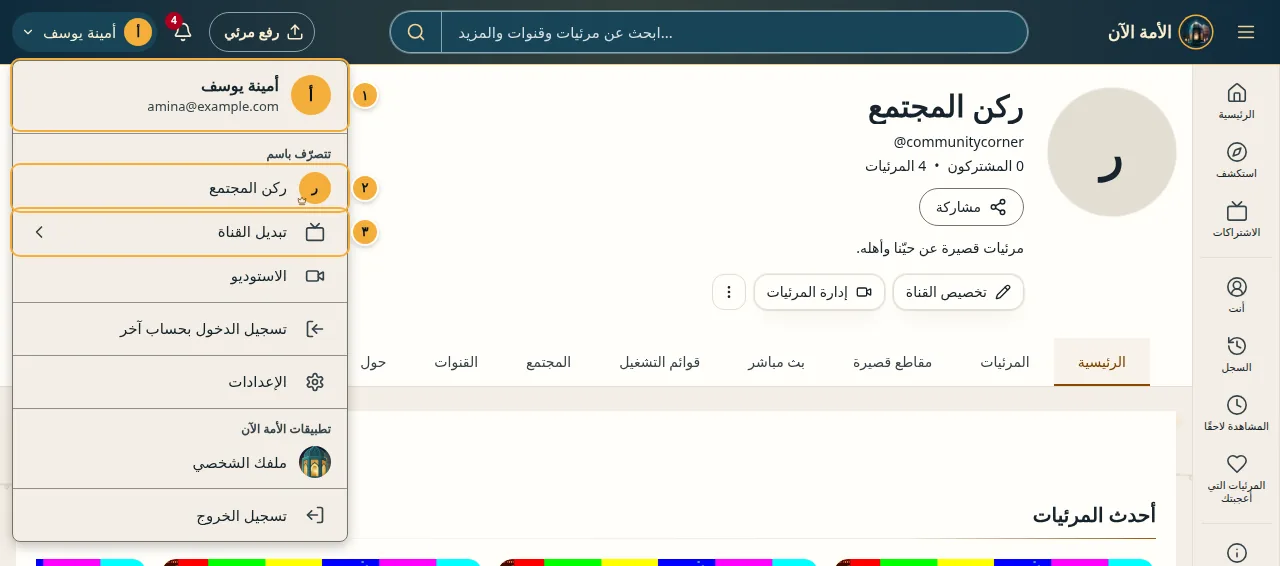 الأمة الآن
ابحث عن مرئيات وقنوات والمزيد...
رفع مرئي
4
أ
أمينة يوسف
الرئيسية
استكشف
الاشتراكات
أنت
السجل
المشاهدة لاحقًا
المرئيات التي
أعجبتك
ر
ركن المجتمع
@communitycorner
0 المشتركون • 4 المرئيات
مشاركة
مرئيات قصيرة عن حيّنا وأهله.
تخصيص القناة
إدارة المرئيات
الرئيسية
المرئيات
مقاطع قصيرة
بث مباشر
قوائم التشغيل
المجتمع
القنوات
حول
أحدث المرئيات
١
أ
أمينة يوسف
amina@example.com
تتصرّف باسم
٢
ر
ركن المجتمع
٣
تبديل القناة
الاستوديو
تسجيل الدخول بحساب آخر
الإعدادات
تطبيقات الأمة الآن
ملفك الشخصي
تسجيل الخروج